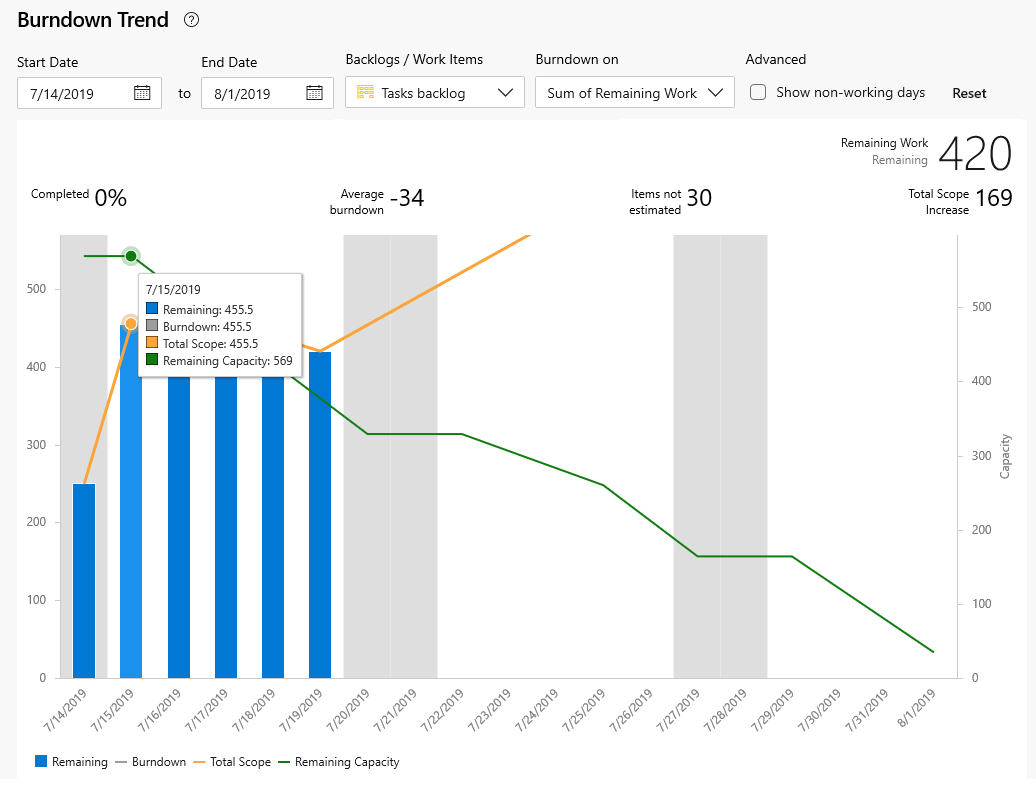 Burndown Trend ?
Start Date
End Date
Backlogs / Work Items
Burndown on
Advanced
7/14/2019 to 8/1/2019 Tasks backlog Sum of Remaining Work Show non-working days Reset
Remaining Work
Remaining 420
Completed 0%
Average
burndown -34
Items not
estimated 30
Total Scope
Increase 169
500
400
300
200
100
0
7/15/2019
Remaining: 455.5
Burndown: 455.5
Total Scope: 455.5
Remaining Capacity: 569
500
400
300
200
100
0
Capacity
7/14/2019 7/15/2019 7/16/2019 7/17/2019 7/18/2019 7/19/2019 7/20/2019 7/21/2019 7/22/2019 7/23/2019 7/24/2019 7/25/2019 7/26/2019 7/27/2019 7/28/2019 7/29/2019 7/30/2019 7/31/2019 8/1/2019
Remaining Burndown Total Scope Remaining Capacity